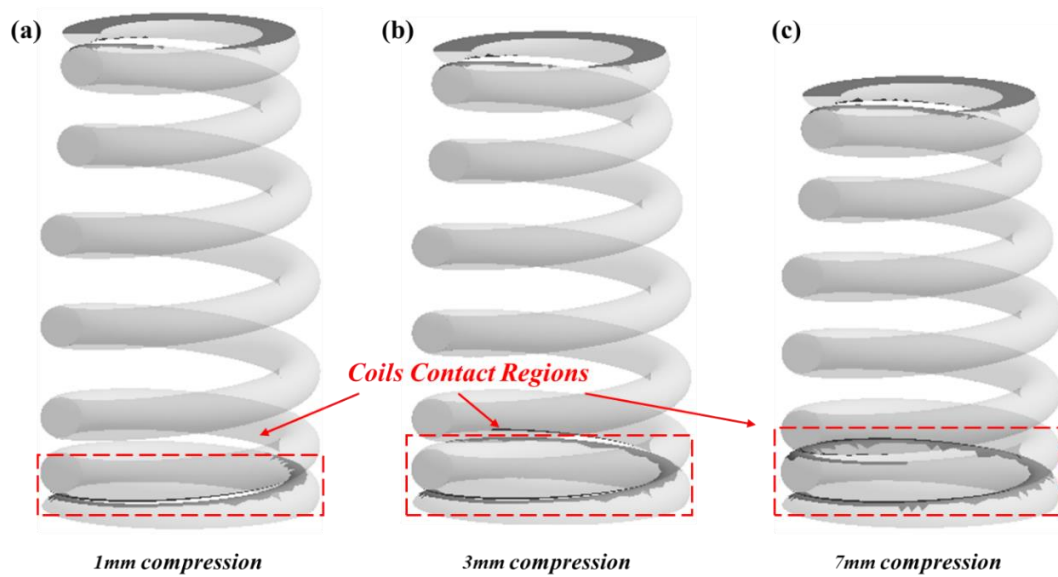 (a)
(b)
(c)
Coils Contact Regions
1mm compression
3mm compression
7mm compression